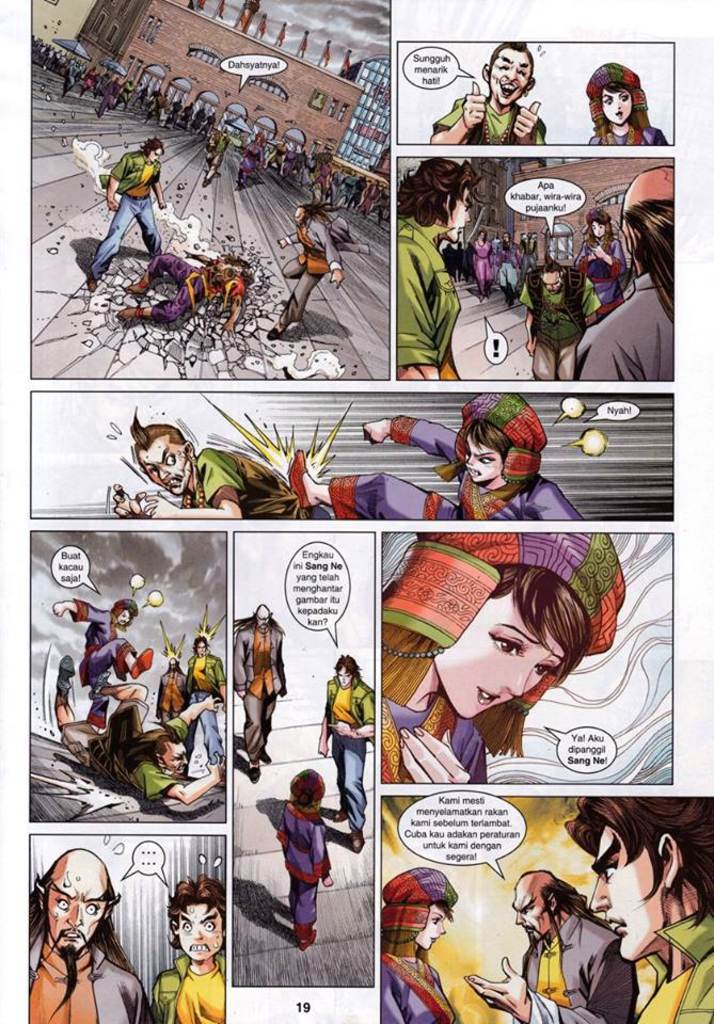 Dahsyatnya!
Sungguh
menarik
hati!
Apa
khabar, wira-wira
pujaanku!
!
Nyah!
Buat
kacau
saja!
Engkau
ini Sang Ne
yang telah
menghantar
gambar itu
kepadaku
kan?
Ya! Aku
dipanggil
Sang Ne!
...
Kami mesti
menyelamatkan rakan
kami sebelum terlambat.
Cuba kau adakan peraturan
untuk kami dengan
segera!
19